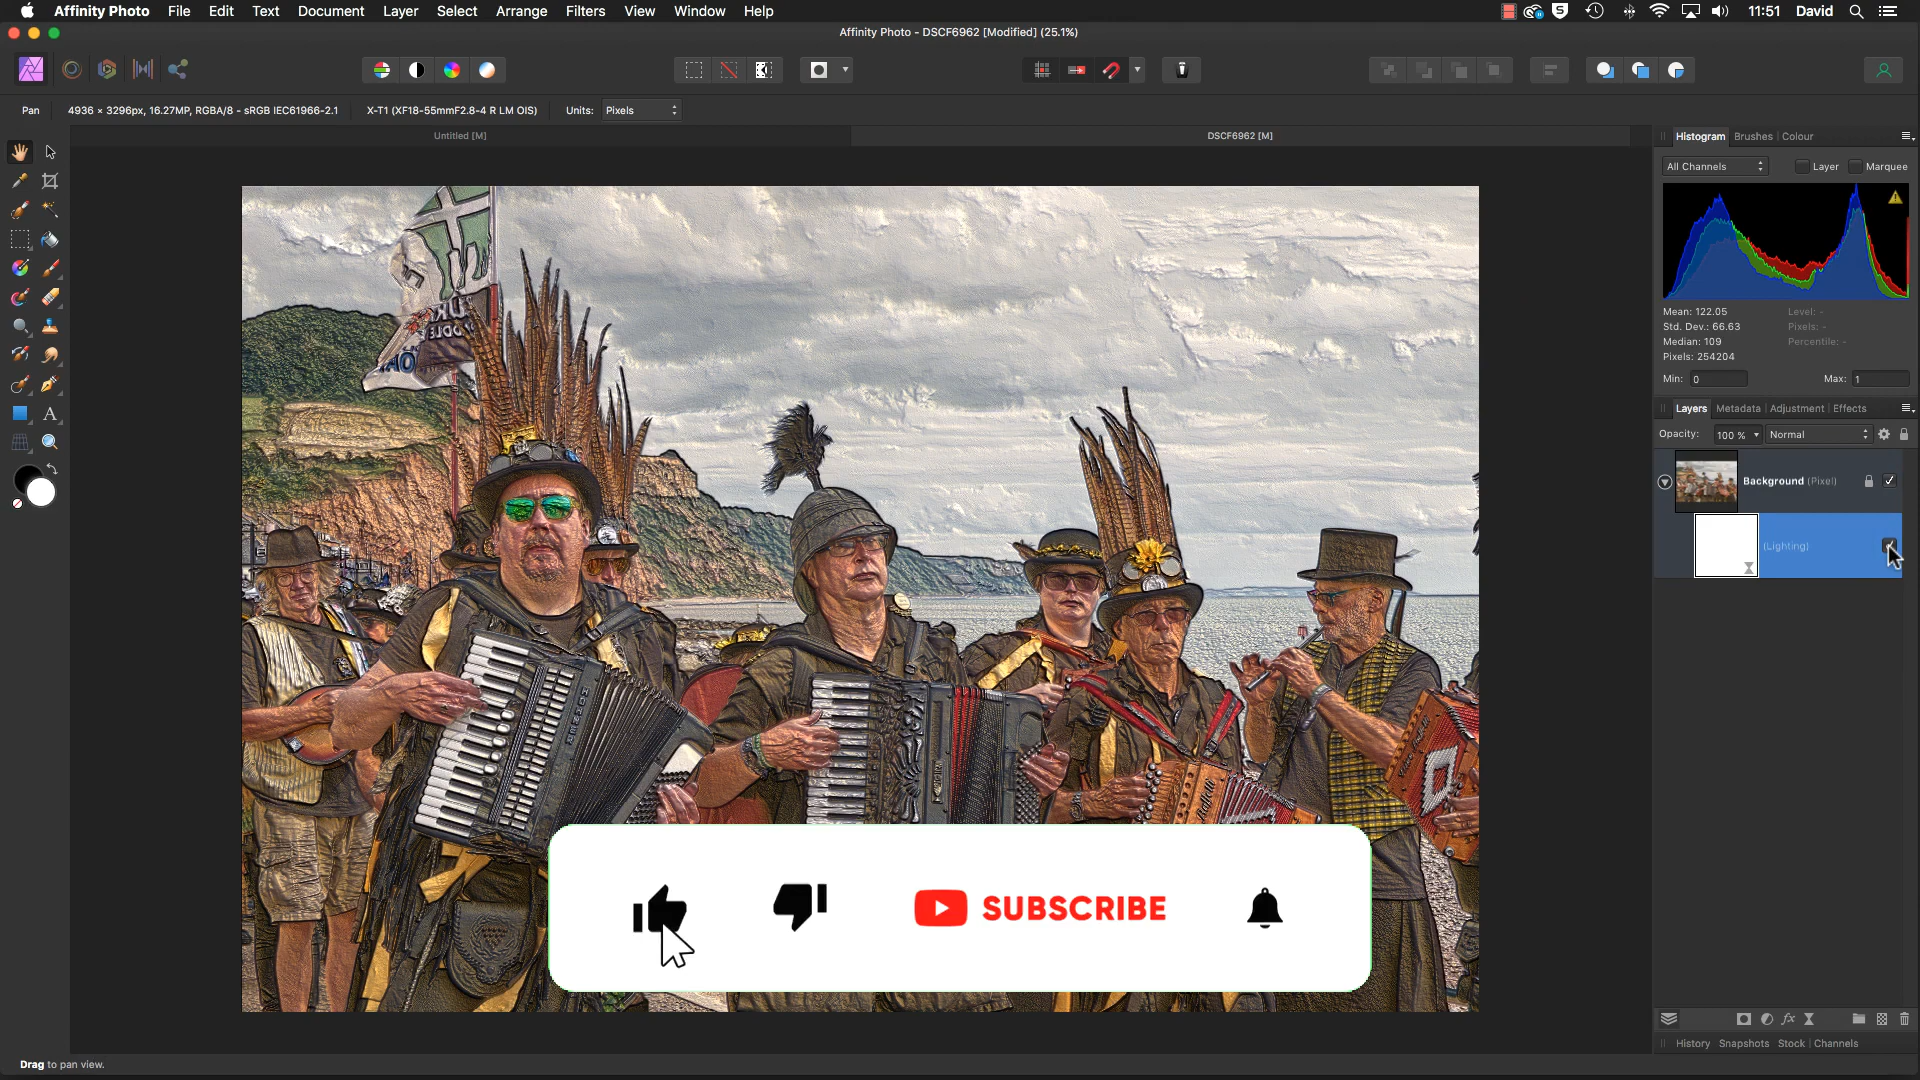 Affinity Photo File Edit Text Document Layer Select Arrange Filters View Window Help
11:51 David
Affinity Photo - DSCF6962 [Modified] (25.1%)
Pan 4936 × 3296px, 16.27MP, RGBA/8 - sRGB IEC61966-2.1 X-T1 (XF18-55mmF2.8-4 R LM OIS) Units: Pixels
Untitled [M] DSCF6962 [M]
Histogram Brushes Colour
All Channels Layer Marquee
Mean: 122.05 Level: -
Std. Dev.: 66.63 Pixels: -
Median: 109 Percentile: -
Pixels: 254204
Min: 0 Max: 1
Layers Metadata Adjustment Effects
Opacity: 100 % Normal
Background (Pixel)
(Lighting)
SUBSCRIBE
History Snapshots Stock Channels
Drag to pan view.